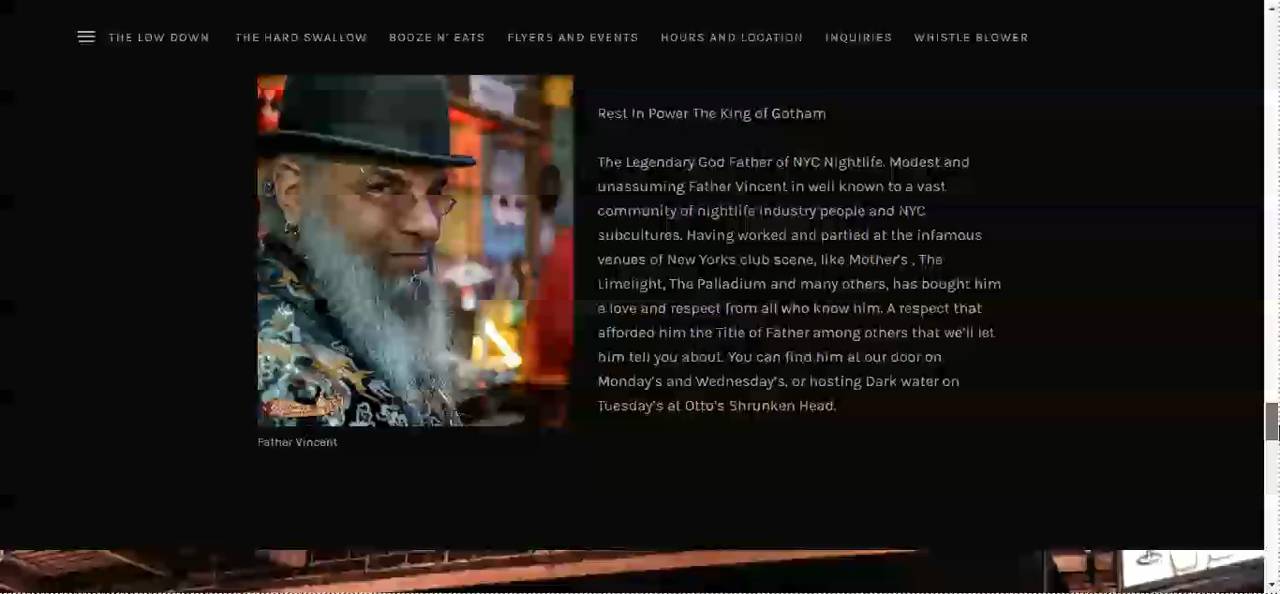 THE LOW DOWN THE HARD SWALLOW BOOZE N' EATS FLYERS AND EVENTS HOURS AND LOCATION INQUIRIES WHISTLE BLOWER
Rest In Power The King of Gotham
The Legendary God Father of NYC Nightlife. Modest and
unassuming Father Vincent in well known to a vast
community of nightlife industry people and NYC
subcultures. Having worked and partied at the infamous
venues of New York's club scene, like Mother's , The
Limelight, The Palladium and many others, has bought him
a love and respect from all who know him. A respect that
afforded him the Title of Father among others that we'll let
him tell you about. You can find him at our door on
Monday's and Wednesday's, or hosting Dark water on
Tuesday's at Otto's Shrunken Head.
Father Vincent